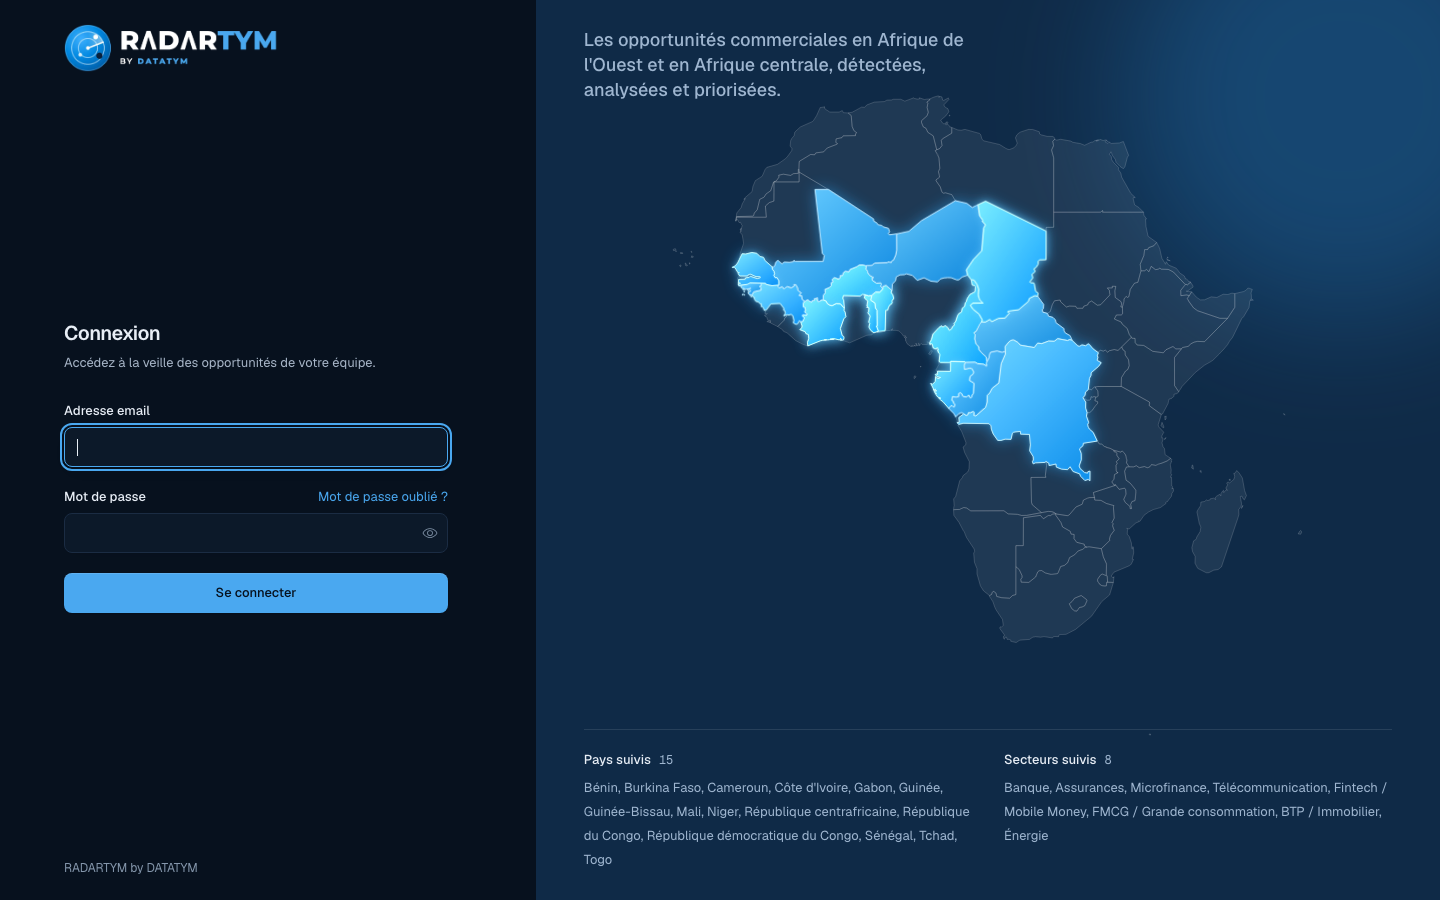 RADARTYM
BY DATATYM
Connexion
Accédez à la veille des opportunités de votre équipe.
Adresse email
Mot de passe
Mot de passe oublié ?
Se connecter
RADARTYM by DATATYM
Les opportunités commerciales en Afrique de
l'Ouest et en Afrique centrale, détectées,
analysées et priorisées.
Pays suivis 15
Bénin, Burkina Faso, Cameroun, Côte d'Ivoire, Gabon, Guinée,
Guinée-Bissau, Mali, Niger, République centrafricaine, République
du Congo, République démocratique du Congo, Sénégal, Tchad,
Togo
Secteurs suivis 8
Banque, Assurances, Microfinance, Télécommunication, Fintech /
Mobile Money, FMCG / Grande consommation, BTP / Immobilier,
Énergie